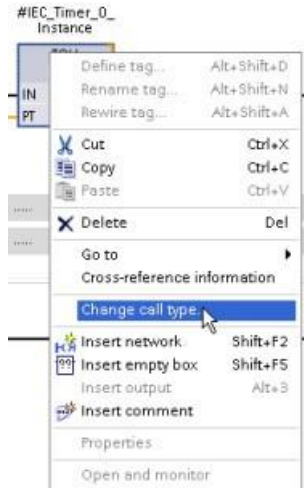 #IEC_Timer_0_
Instance
IN
PT
Define tag... Alt+Shift+D
Rename tag... Alt+Shift+N
Rewire tag... Alt+Shift+A
Cut Ctrl+X
Copy Ctrl+C
Paste Ctrl+V
Delete Del
Go to
Cross-reference information
Change call type...
Insert network Shift+F2
Insert empty box Shift+F5
Insert output Alt+3
Insert comment
Properties
Open and monitor